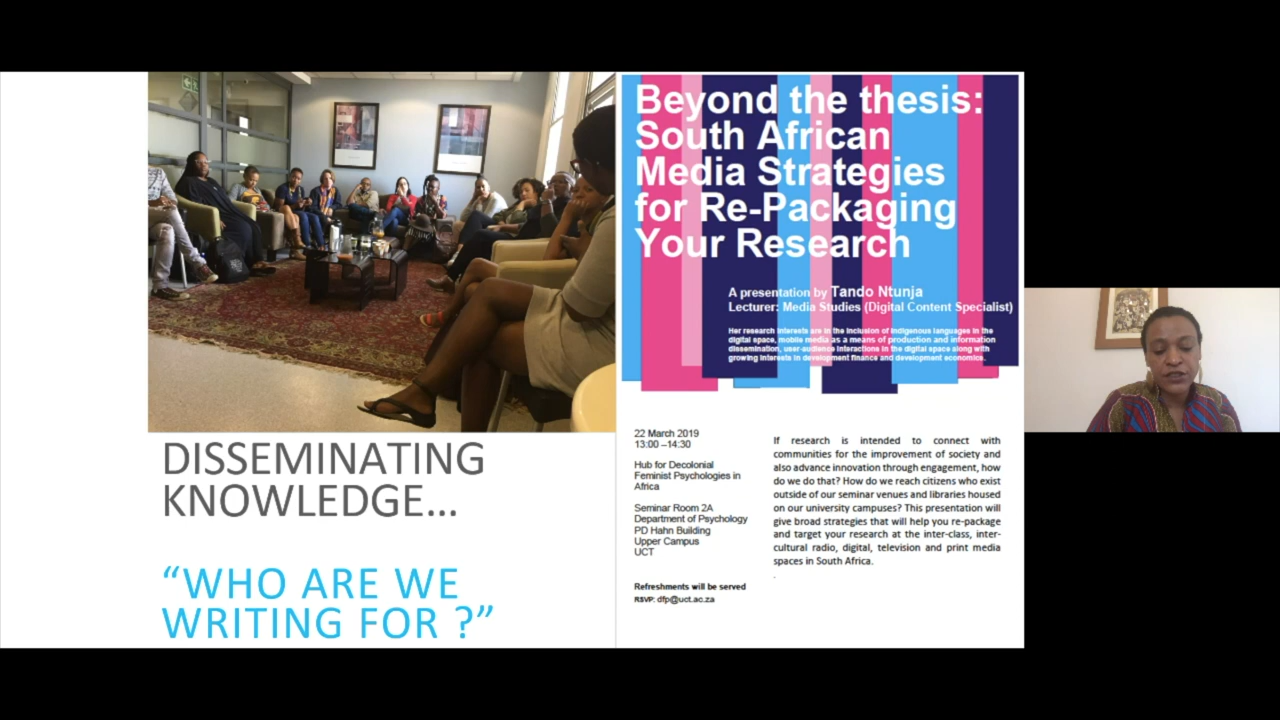 DISSEMINATING
KNOWLEDGE...
“WHO ARE WE
WRITING FOR ?”
Beyond the thesis:
South African
Media Strategies
for Re-Packaging
Your Research
A presentation by Tando Ntunja
Lecturer: Media Studies (Digital Content Specialist)
Her research interests are in the inclusion of indigenous languages in the
digital space, mobile media as a means of production and information
dissemination, user-audience interactions in the digital space along with
growing interests in development finance and development economics.
22 March 2019
13:00 –14:30
Hub for Decolonial
Feminist Psychologies in
Africa
Seminar Room 2A
Department of Psychology
PD Hahn Building
Upper Campus
UCT
Refreshments will be served
RSVP: dfp@uct.ac.za
If research is intended to connect with
communities for the improvement of society and
also advance innovation through engagement, how
do we do that? How do we reach citizens who exist
outside of our seminar venues and libraries housed
on our university campuses? This presentation will
give broad strategies that will help you re-package
and target your research at the inter-class, inter-
cultural radio, digital, television and print media
spaces in South Africa.
.